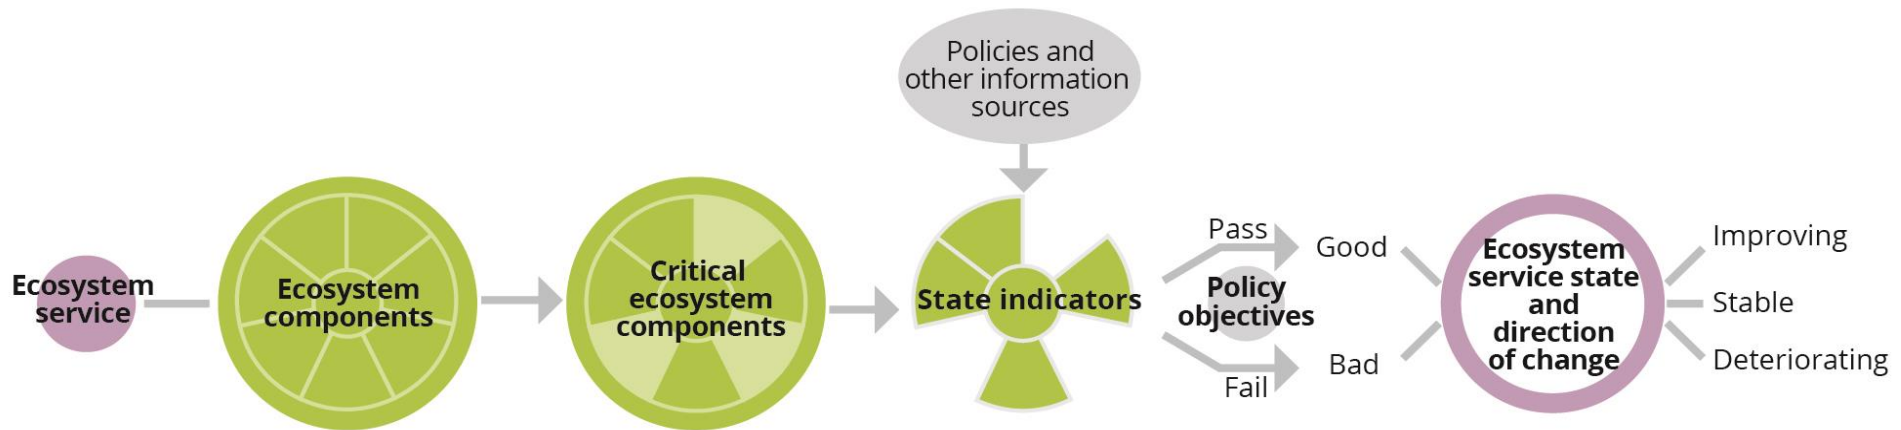 Policies and
other information
sources
Ecosystem
service
Ecosystem
components
Critical
ecosystem
components
State indicators
Pass
Policy
objectives
Fail
Good
Bad
Ecosystem
service state
and
direction
of change
Improving
Stable
Deteriorating